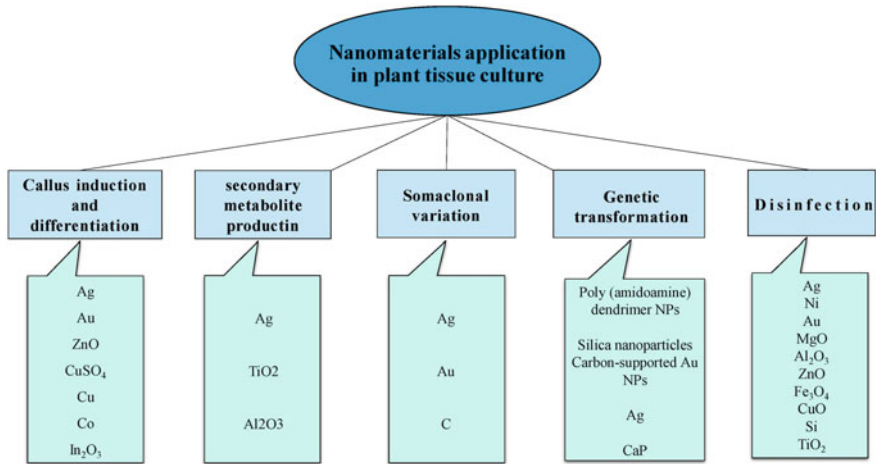 Nanomaterials application
in plant tissue culture
Callus induction
and
differentiation
secondary
metabolite
productin
Somaclonal
variation
Genetic
transformation
Disinfection
Ag
Au
ZnO
CuSO₄
Cu
Co
In₂O₃
Ag
TiO2
Al2O3
Ag
Au
C
Poly (amidoamine)
dendrimer NPs
Silica nanoparticles
Carbon-supported Au
NPs
Ag
CaP
Ag
Ni
Au
MgO
Al₂O₃
ZnO
Fe₃O₄
CuO
Si
TiO₂